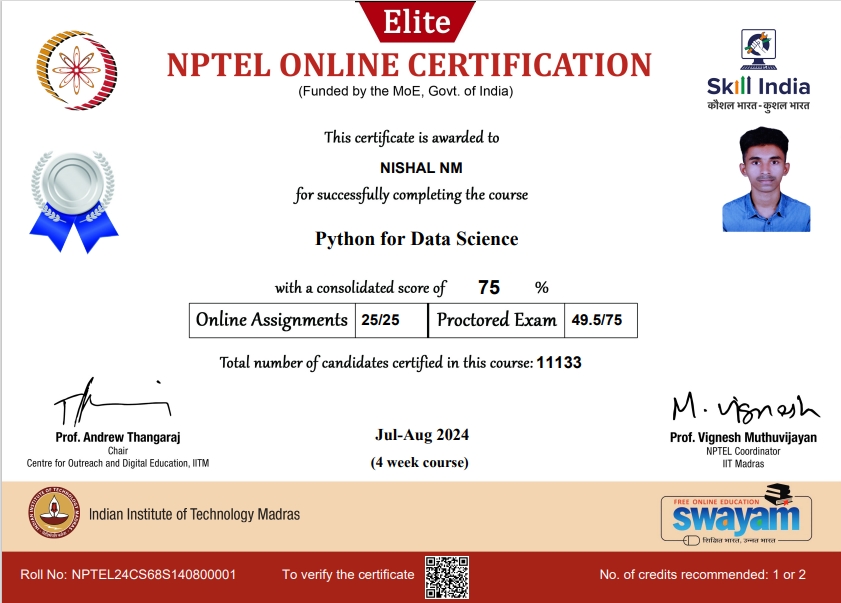 Elite
NPTEL ONLINE CERTIFICATION
(Funded by the MoE, Govt. of India)
Skill India
कौशल भारत - कुशल भारत
This certificate is awarded to
NISHAL NM
for successfully completing the course
Python for Data Science
with a consolidated score of 75 %
Online Assignments 25/25 Proctored Exam 49.5/75
Total number of candidates certified in this course: 11133
M. Vignesh
Prof. Andrew Thangaraj
Chair
Centre for Outreach and Digital Education, IITM
Jul-Aug 2024
(4 week course)
Prof. Vignesh Muthuvijayan
NPTEL Coordinator
IIT Madras
INDIAN INSTITUTE OF TECHNOLOGY MADRAS
Indian Institute of Technology Madras
FREE ONLINE EDUCATION
swayam
शिक्षित भारत, उन्नत भारत
Roll No: NPTEL24CS68S140800001
To verify the certificate
No. of credits recommended: 1 or 2